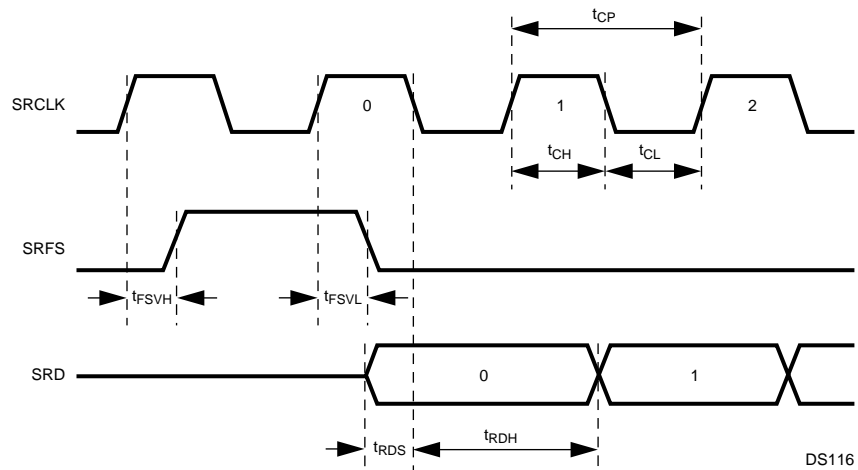 tCP
SRCLK 0 1 2
tCH tCL
SRFS
tFSVH tFSVL
SRD 0 1
tRDS tRDH
DS116